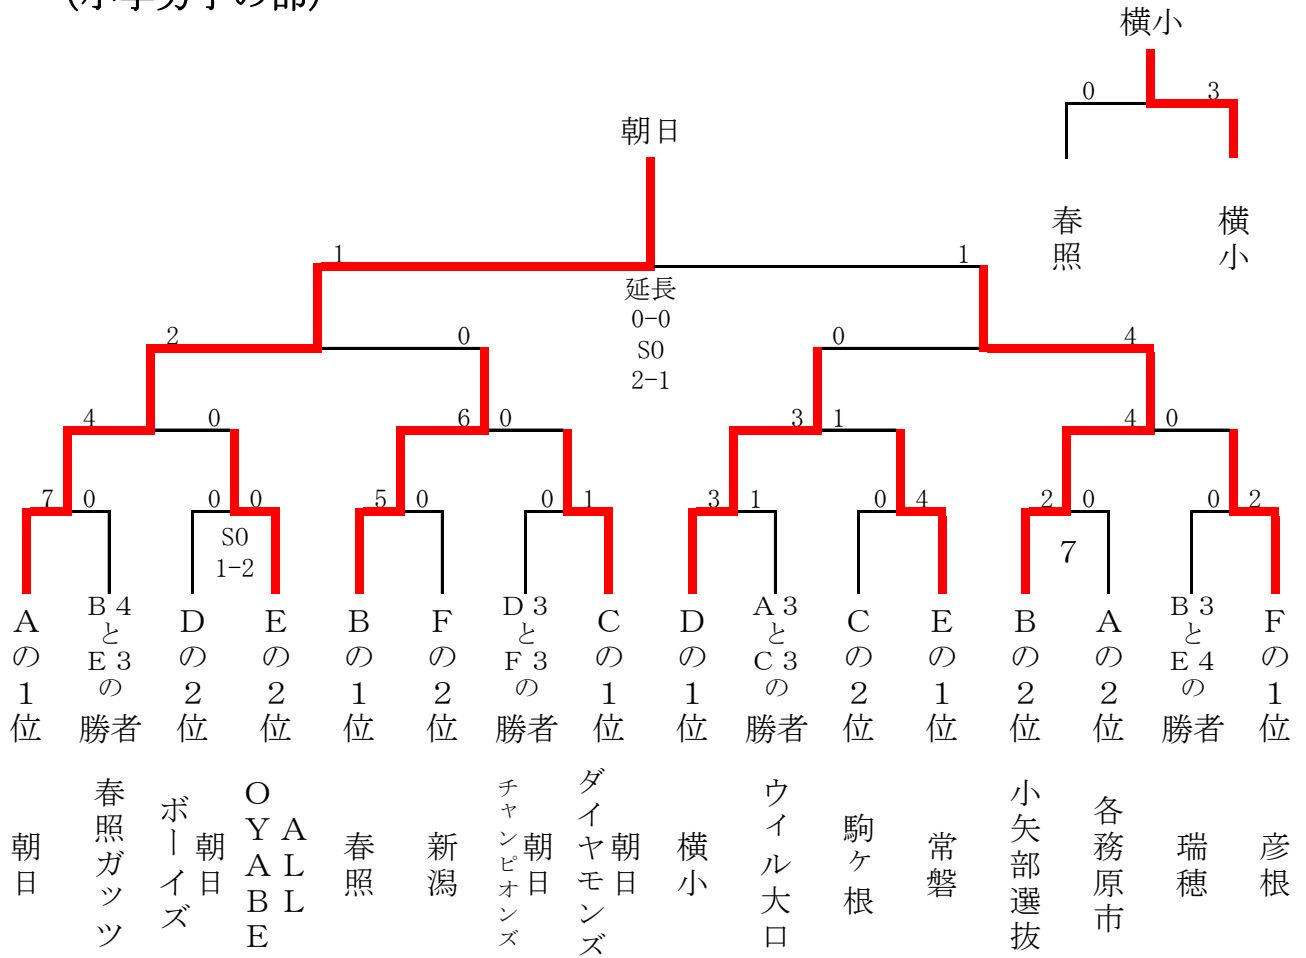 (小学男子の部)
横小
0 3
春照 横小
朝日
1 1
延長
0-0
SO
2-1
2 0 0 4
4 0 6 0 3 1 4 0
7 0 0 0 5 0 0 1 3 1 0 4 2 0 0 2
SO
1-2
7
Aの1位
B4とE3の勝者
Dの2位
Eの2位
Bの1位
Fの2位
D3とF3の勝者
Cの1位
Dの1位
A3とC3の勝者
Cの2位
Eの1位
Bの2位
Aの2位
B3とE4の勝者
Fの1位
朝日
春照ガッツ
朝日
ボーイズ
ALL
OYABE
春照
新潟
朝日
チャンピオンズ
朝日
ダイヤモンズ
横小
ウイル大口
駒ヶ根
常磐
小矢部選抜
各務原市
瑞穂
彦根